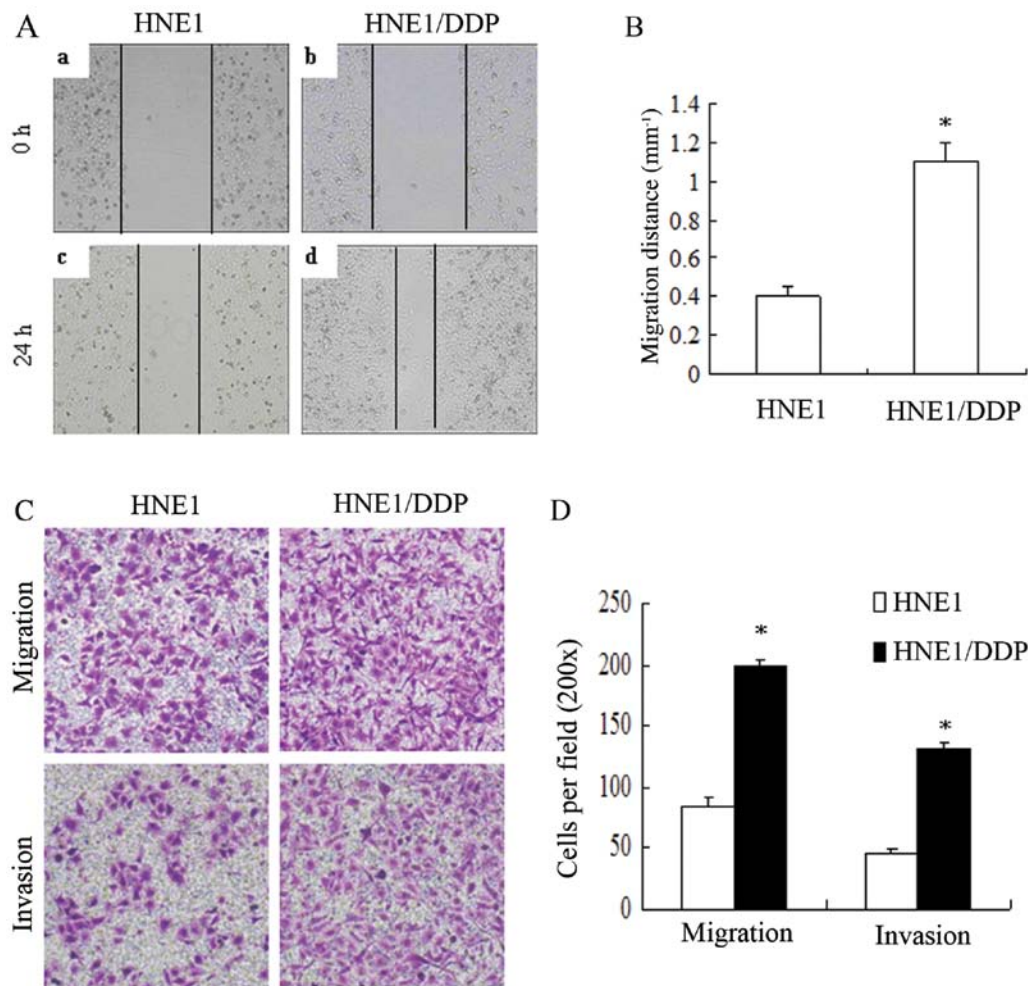 A
HNE1
HNE1/DDP
a
b
0 h
c
d
24 h
B
Migration distance (mm⁻¹)
1.4
1.2
1
0.8
0.6
0.4
0.2
0
*
HNE1
HNE1/DDP
C
HNE1
HNE1/DDP
Migration
Invasion
D
Cells per field (200x)
250
200
150
100
50
0
*
*
HNE1
HNE1/DDP
Migration
Invasion